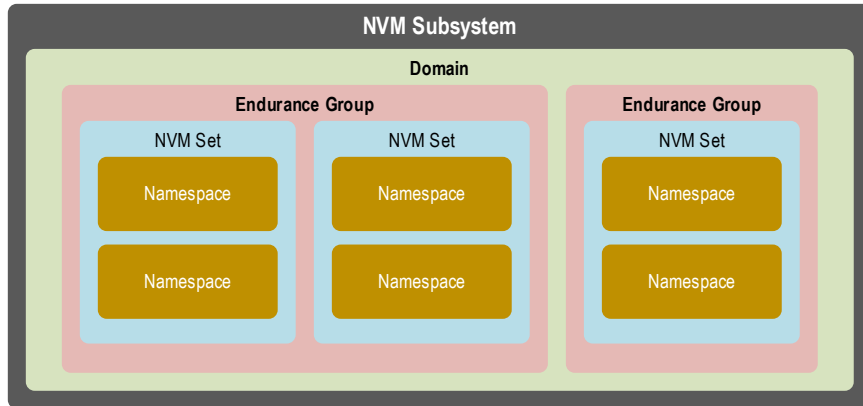 NVM Subsystem
Domain
Endurance Group
Endurance Group
NVM Set
NVM Set
NVM Set
Namespace
Namespace
Namespace
Namespace
Namespace
Namespace